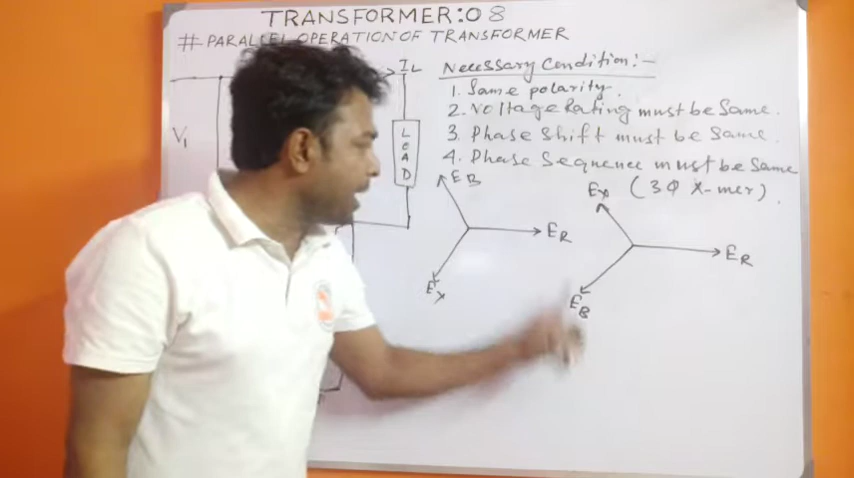 TRANSFORMER:08
# PARALLEL OPERATION OF TRANSFORMER
IL
Necessary Condition:-
1. Same polarity.
2. Voltage Rating must be Same.
3. Phase Shift must be Same.
4. Phase Sequence must be Same
(3Φ X-mer).
V1
LOAD
EB
ER
EY
EY
ER
EB